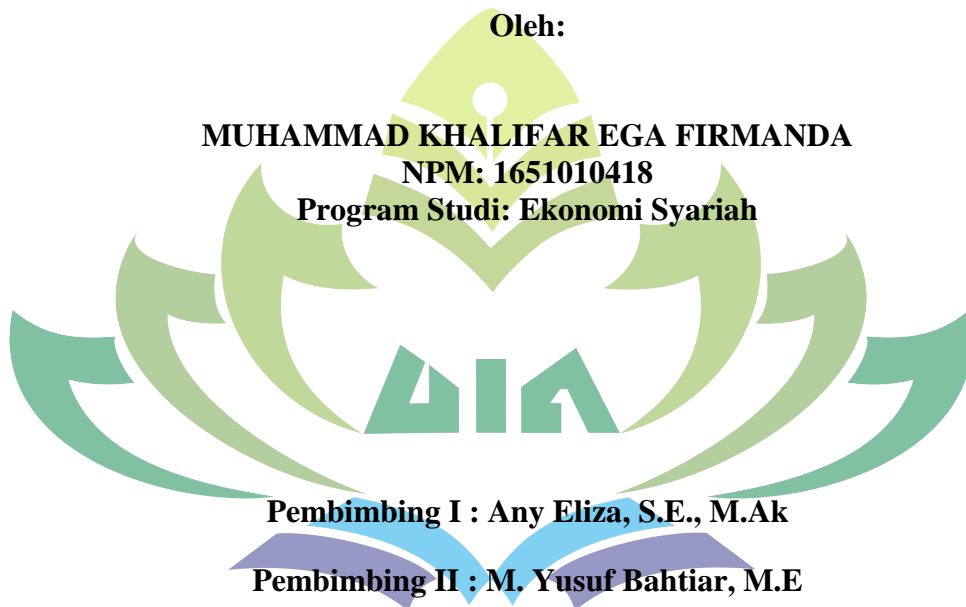 Oleh:
MUHAMMAD KHALIFAR EGA FIRMANDA
NPM: 1651010418
Program Studi: Ekonomi Syariah
UIN
Pembimbing I : Any Eliza, S.E., M.Ak
Pembimbing II : M. Yusuf Bahtiar, M.E